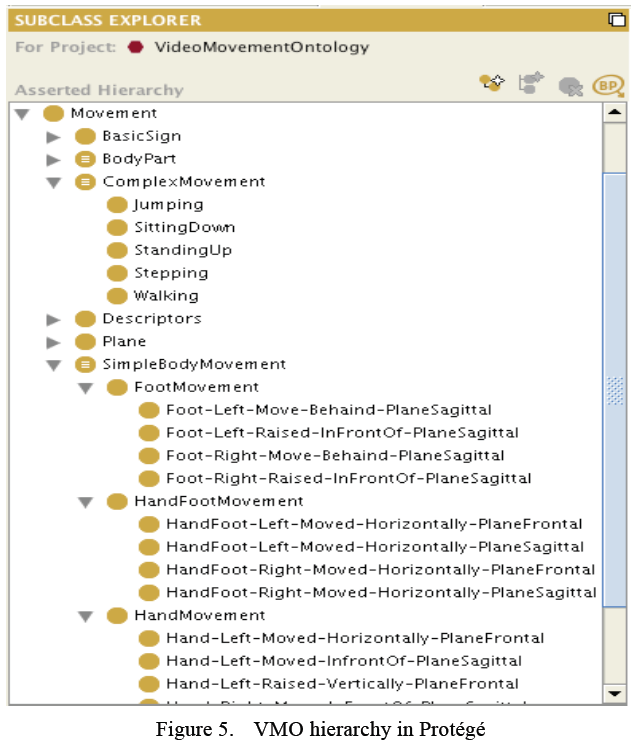 SUBCLASS EXPLORER
For Project: VideoMovementOntology
Asserted Hierarchy
BP
Movement
BasicSign
BodyPart
ComplexMovement
Jumping
SittingDown
StandingUp
Stepping
Walking
Descriptors
Plane
SimpleBodyMovement
FootMovement
Foot-Left-Move-Behaind-PlaneSagittal
Foot-Left-Raised-InFrontOf-PlaneSagittal
Foot-Right-Move-Behaind-PlaneSagittal
Foot-Right-Raised-InFrontOf-PlaneSagittal
HandFootMovement
HandFoot-Left-Moved-Horizontally-PlaneFrontal
HandFoot-Left-Moved-Horizontally-PlaneSagittal
HandFoot-Right-Moved-Horizontally-PlaneFrontal
HandFoot-Right-Moved-Horizontally-PlaneSagittal
HandMovement
Hand-Left-Moved-Horizontally-PlaneFrontal
Hand-Left-Moved-InfrontOf-PlaneSagittal
Hand-Left-Raised-Vertically-PlaneFrontal
Figure 5. VMO hierarchy in Protégé